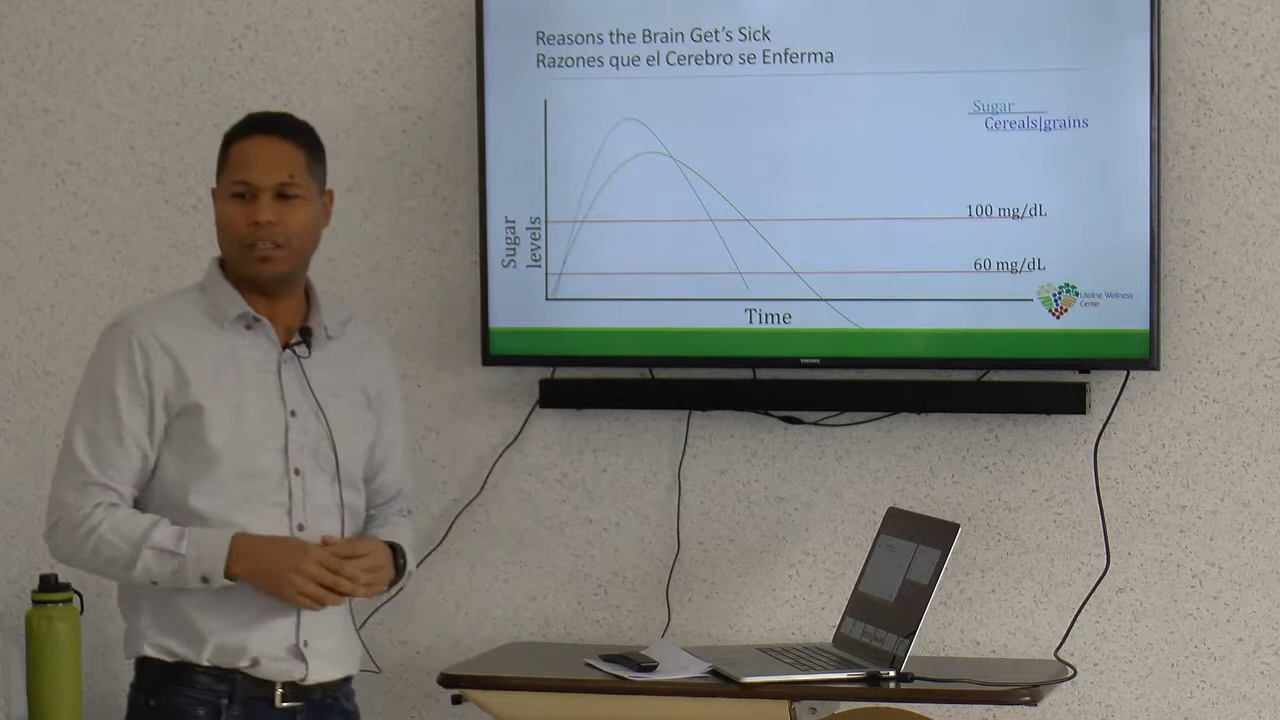 Reasons the Brain Get's Sick
Razones que el Cerebro se Enferma
Sugar
Cereals|grains
100 mg/dL
Sugar
levels
60 mg/dL
Time
Lifeline Wellness
Center
SAMSUNG